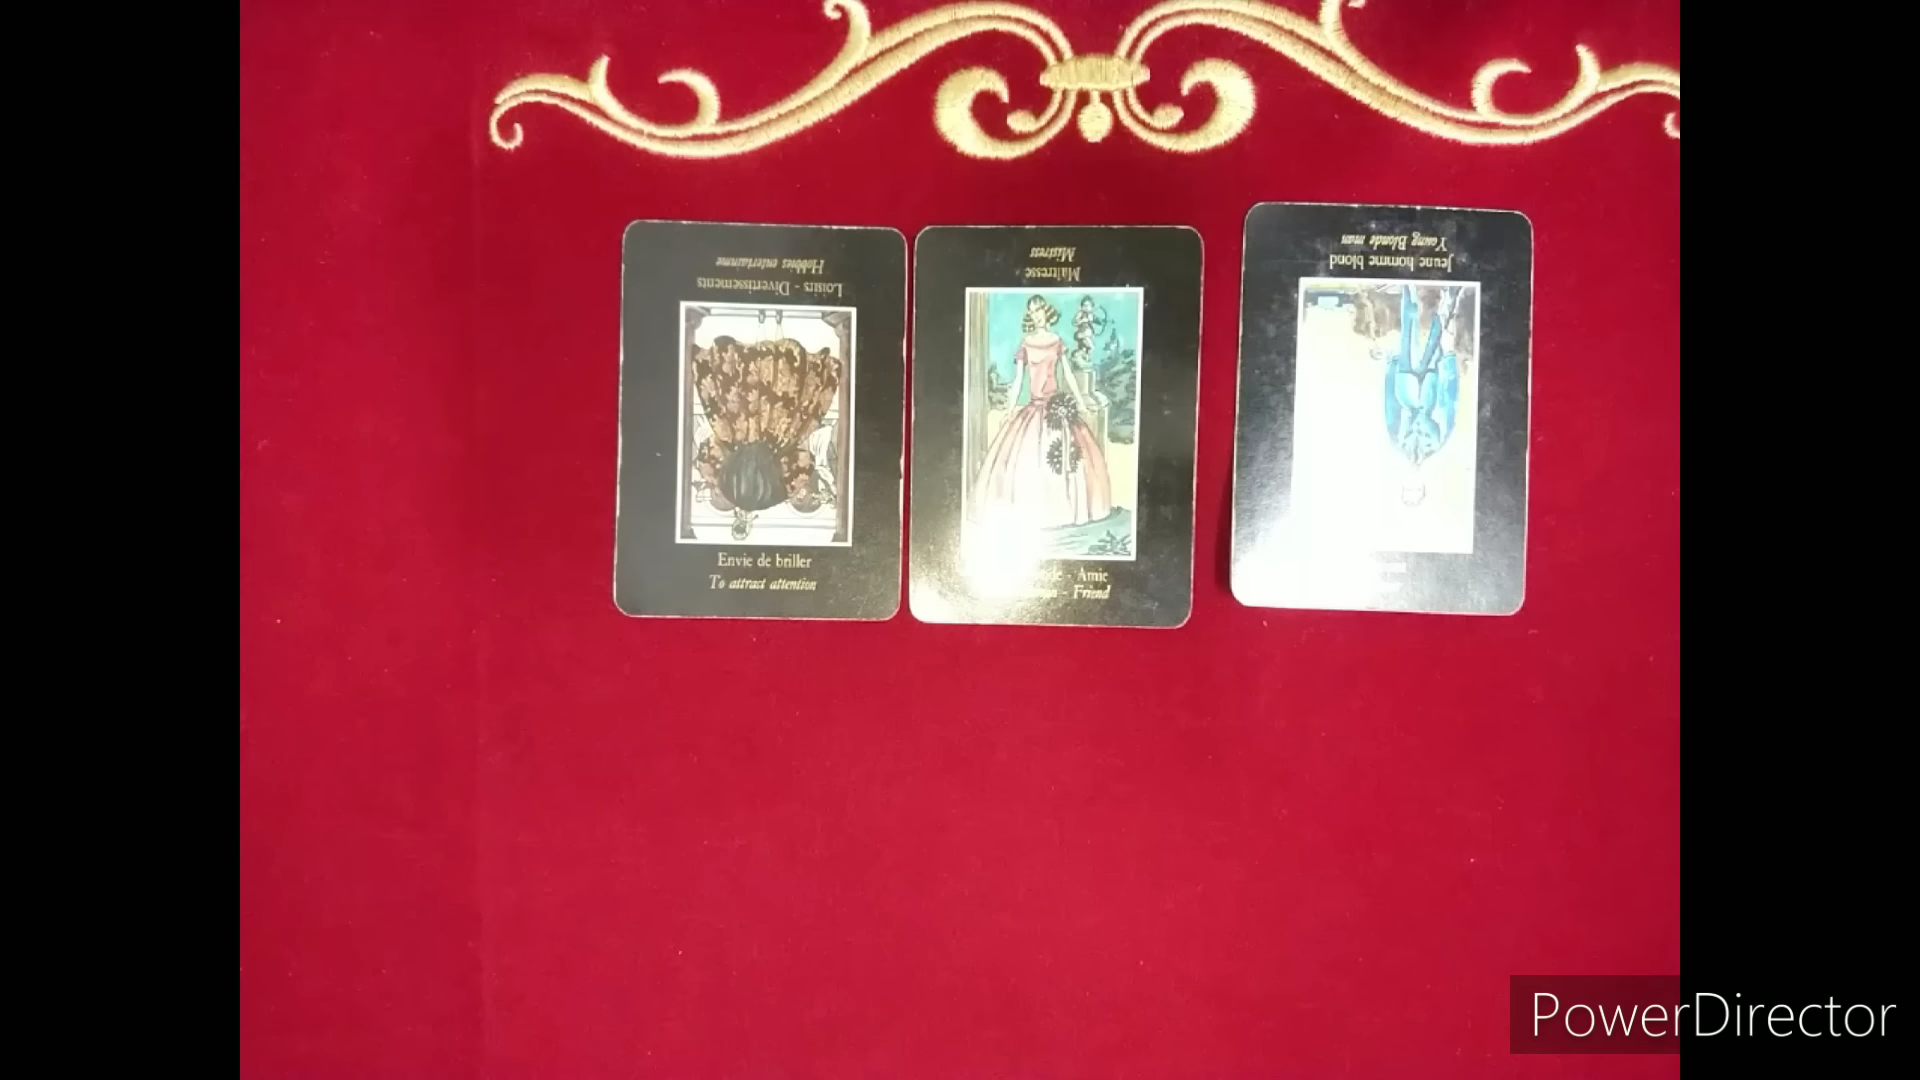 Hobbies entertainme
Loisirs - Divertissements
Envie de briller
To attract attention
Mistress
Maîtresse -
- Amie
- Friend
Young Blonde man
Jeune homme blond
PowerDirector